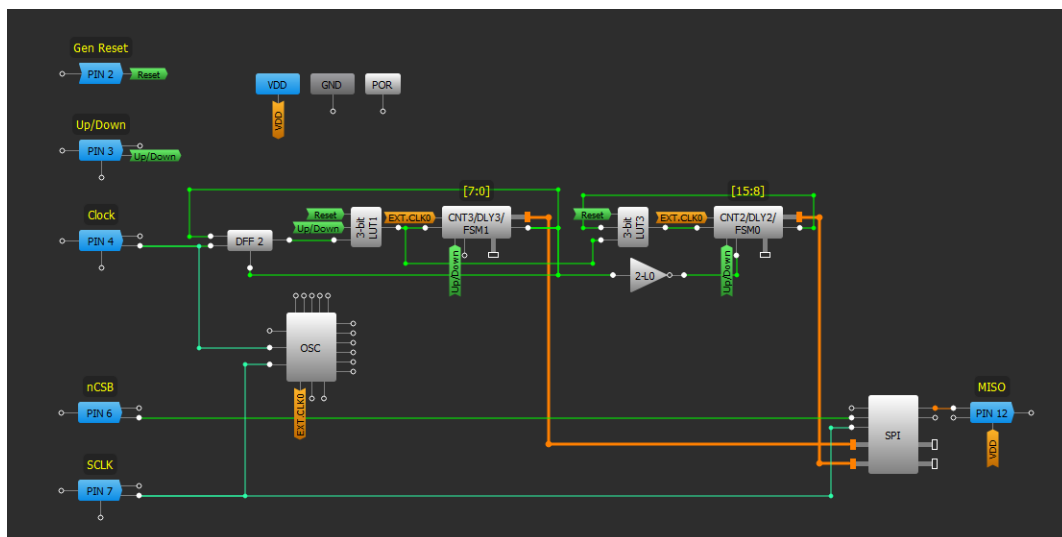 Gen Reset
PIN 2
Reset
VDD
GND
POR
VDD
Up/Down
PIN 3
Up/Down
[7:0]
[15:8]
Clock
PIN 4
DFF 2
Reset
Up/Down
3-bit
LUT1
EXT.CLK0
CNT3/DLY3/
FSM1
Up/Down
Reset
3-bit
LUT3
EXT.CLK0
CNT2/DLY2/
FSM0
Up/Down
2-L0
OSC
EXT.CLK0
nCSB
PIN 6
SPI
MISO
PIN 12
VDD
SCLK
PIN 7